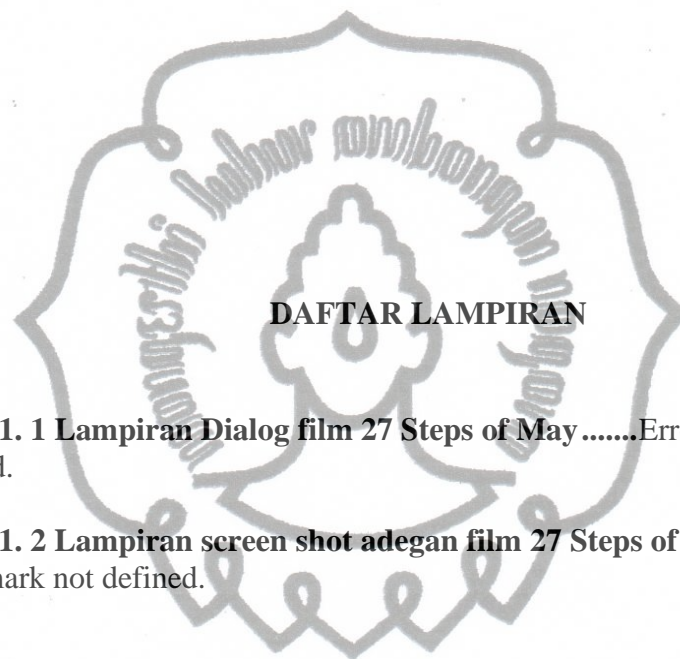 DAFTAR LAMPIRAN
1. 1 Lampiran Dialog film 27 Steps of May.......Err
d.
1. 2 Lampiran screen shot adegan film 27 Steps of
mark not defined.